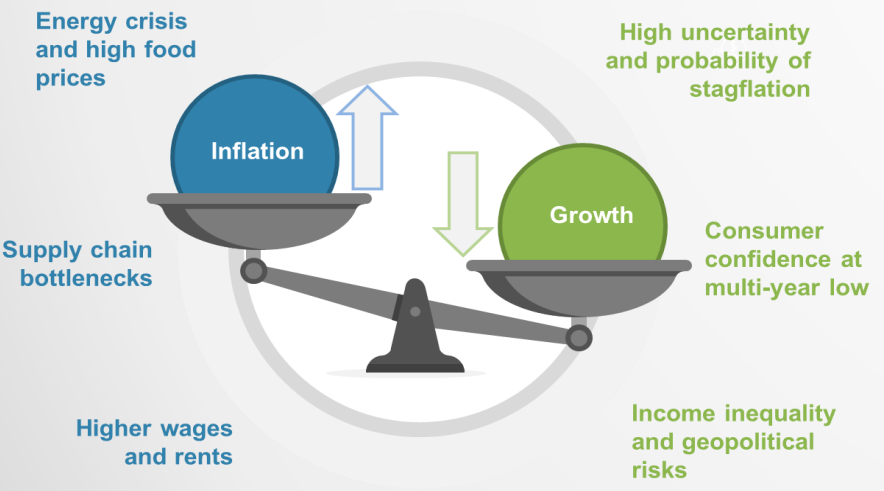 Energy crisis
and high food
prices
High uncertainty
and probability of
stagflation
Inflation
Growth
Supply chain
bottlenecks
Consumer
confidence at
multi-year low
Higher wages
and rents
Income inequality
and geopolitical
risks